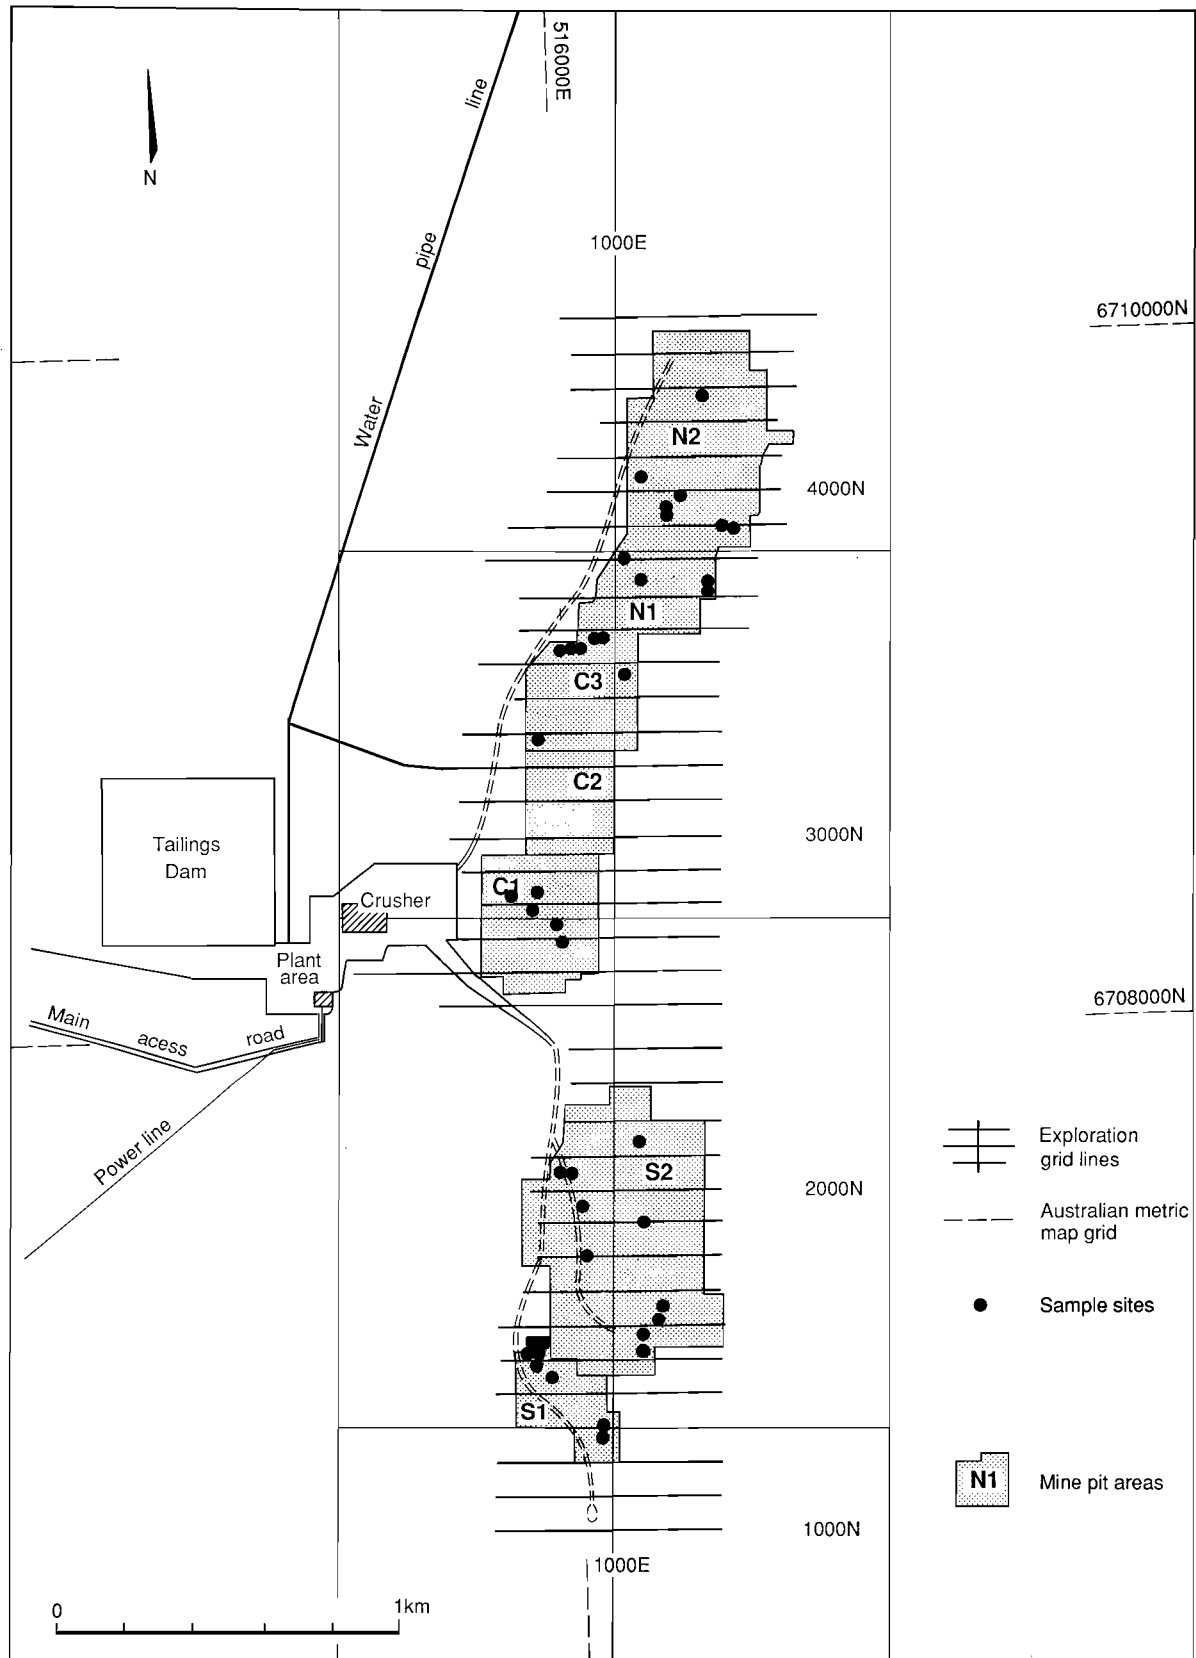 516000E
line
N
pipe
1000E
6710000N
Water
N2
4000N
N1
C3
C2
3000N
Tailings
Dam
C1
Crusher
Plant
area
6708000N
Main
acess
road
Power line
Exploration
grid lines
S2
2000N
Australian metric
map grid
Sample sites
S1
N1
Mine pit areas
1000N
1000E
0
1km